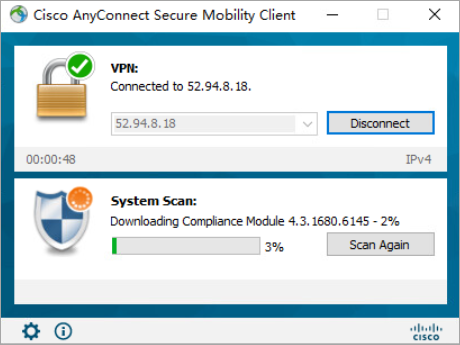 Cisco AnyConnect Secure Mobility Client
VPN:
Connected to 52.94.8.18.
52.94.8.18
Disconnect
00:00:48
IPv4
System Scan:
Downloading Compliance Module 4.3.1680.6145 - 2%
3%
Scan Again
CISCO